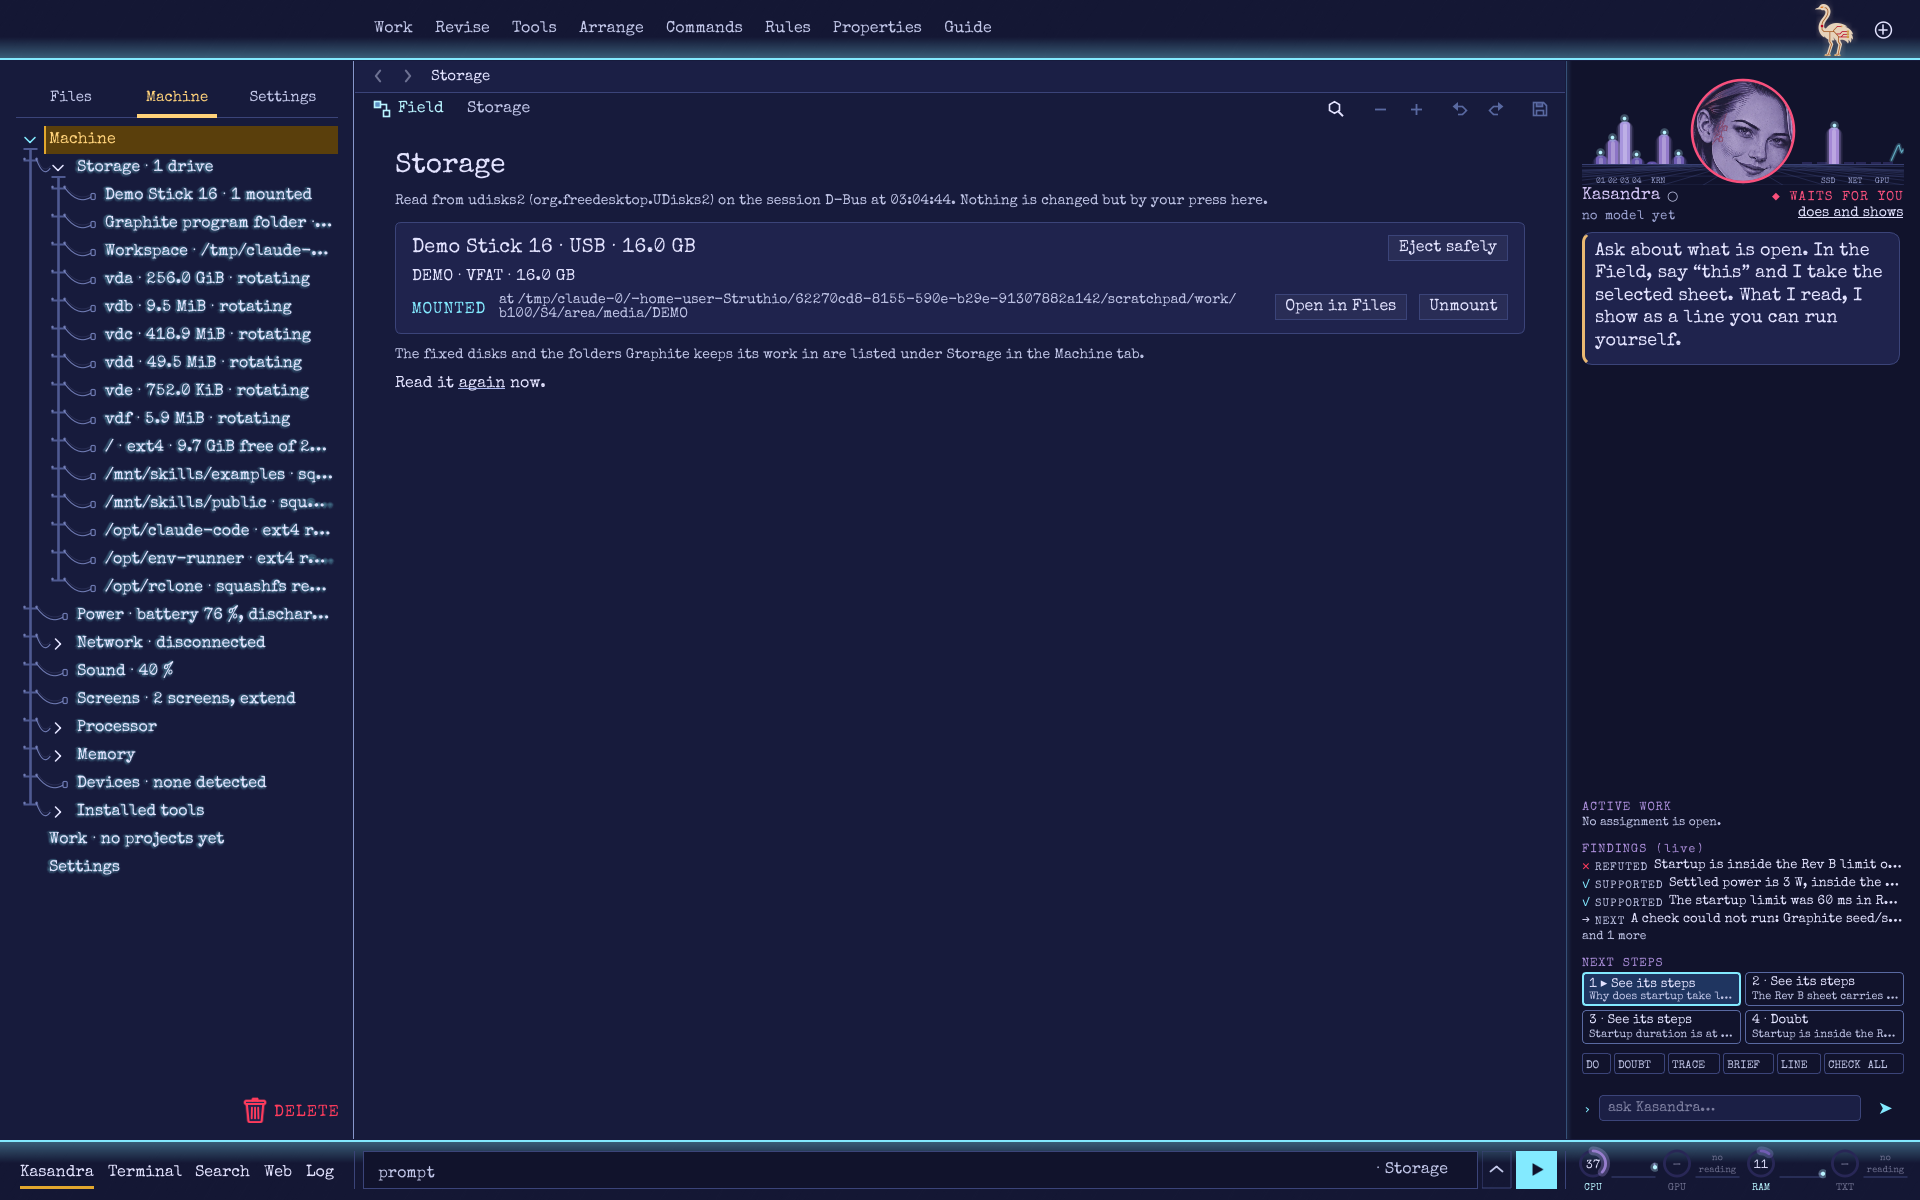 Work Revise Tools Arrange Commands Rules Properties Guide
Files Machine Settings
Machine
Storage · 1 drive
Demo Stick 16 · 1 mounted
Graphite program folder ·...
Workspace · /tmp/claude-...
vda · 256.0 GiB · rotating
vdb · 9.5 MiB · rotating
vdc · 418.9 MiB · rotating
vdd · 49.5 MiB · rotating
vde · 752.0 KiB · rotating
vdf · 5.9 MiB · rotating
/ · ext4 · 9.7 GiB free of 2...
/mnt/skills/examples · sq...
/mnt/skills/public · squ...
/opt/claude-code · ext4 r...
/opt/env-runner · ext4 r...
/opt/rclone · squashfs re...
Power · battery 76 %, dischar...
Network · disconnected
Sound · 40 %
Screens · 2 screens, extend
Processor
Memory
Devices · none detected
Installed tools
Work · no projects yet
Settings
DELETE
Storage
Field Storage
Storage
Read from udisks2 (org.freedesktop.UDisks2) on the session D-Bus at 03:04:44. Nothing is changed but by your press here.
Demo Stick 16 · USB · 16.0 GB
Eject safely
DEMO · VFAT · 16.0 GB
MOUNTED at /tmp/claude-0/-home-user-Struthio/62270cd8-8155-590e-b29e-91307882a142/scratchpad/work/
b100/S4/area/media/DEMO
Open in Files Unmount
The fixed disks and the folders Graphite keeps its work in are listed under Storage in the Machine tab.
Read it again now.
01 02 03 04 KRN SSD NET GPU
Kasandra
WAITS FOR YOU
no model yet
does and shows
Ask about what is open. In the
Field, say “this” and I take the
selected sheet. What I read, I
show as a line you can run
yourself.
ACTIVE WORK
No assignment is open.
FINDINGS (live)
× REFUTED Startup is inside the Rev B limit o...
√ SUPPORTED Settled power is 3 W, inside the ...
√ SUPPORTED The startup limit was 60 ms in R...
→ NEXT A check could not run: Graphite seed/s...
and 1 more
NEXT STEPS
1 ▸ See its steps
Why does startup take l...
2 · See its steps
The Rev B sheet carries ...
3 · See its steps
Startup duration is at ...
4 · Doubt
Startup is inside the R...
DO DOUBT TRACE BRIEF LINE CHECK ALL
› ask Kasandra...
Kasandra Terminal Search Web Log
prompt
· Storage
37 CPU
– GPU
no reading
11 RAM
– TXT
no reading